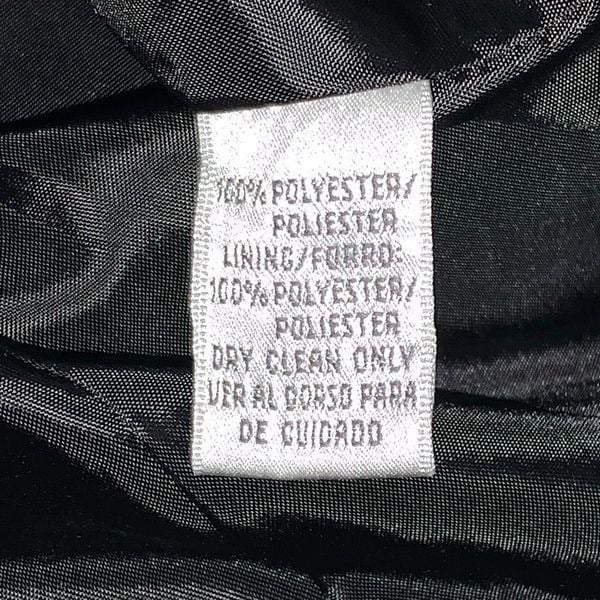 100% POLYESTER/
POLIESTER
LINING/FORRO:
100% POLYESTER/
POLIESTER
DRY CLEAN ONLY
VER AL DORSO PARA
DE CUIDADO